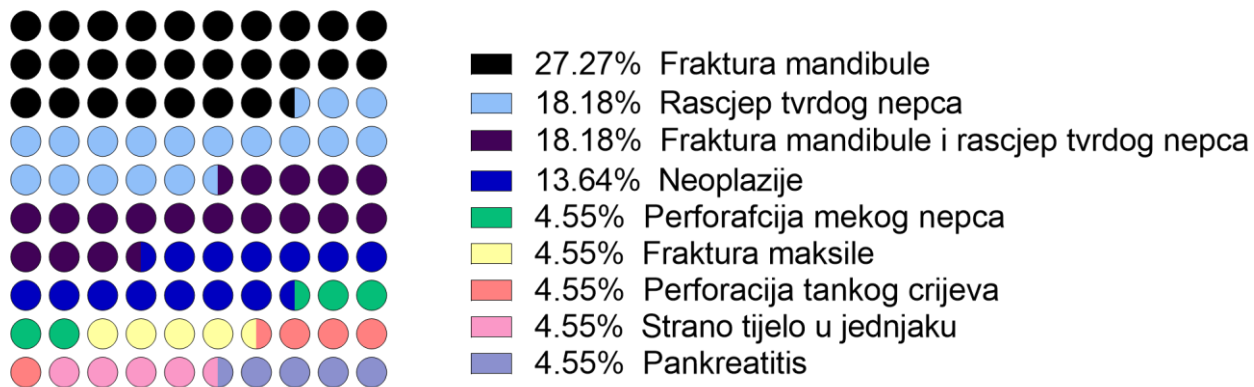 27.27% Fraktura mandibule
18.18% Rascjep tvrdog nepca
18.18% Fraktura mandibule i rascjep tvrdog nepca
13.64% Neoplazije
4.55% Perforafcija mekog nepca
4.55% Fraktura maksile
4.55% Perforacija tankog crijeva
4.55% Strano tijelo u jednjaku
4.55% Pankreatitis